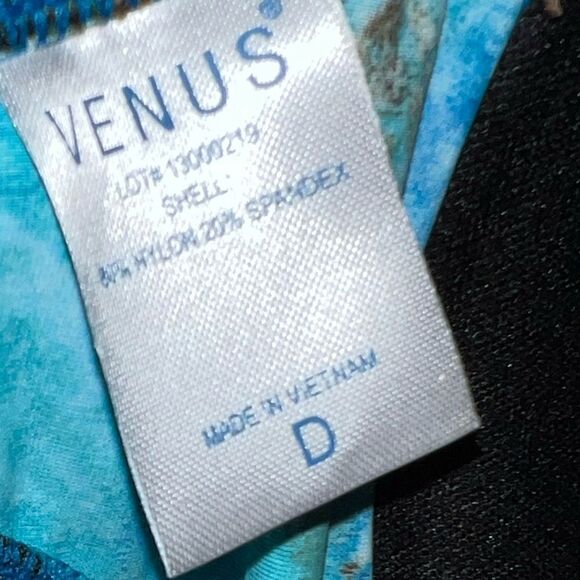 VENUS®
LOT# 13000219
SHELL:
80% NYLON 20% SPANDEX
MADE IN VIETNAM
D